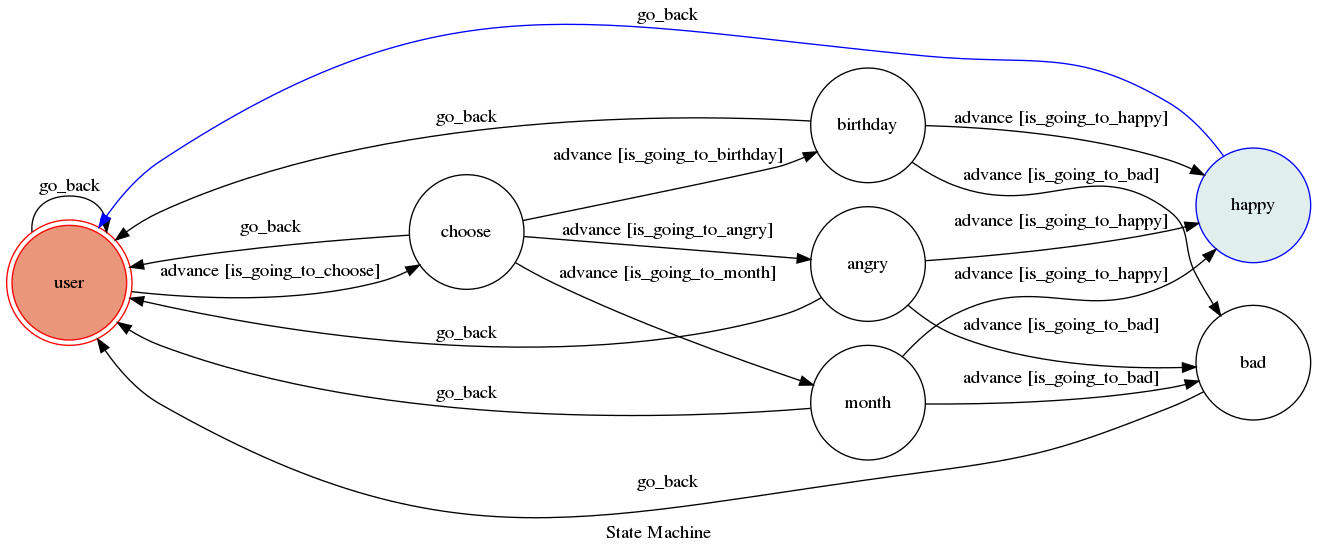 go_back
go_back
birthday
advance [is_going_to_happy]
advance [is_going_to_birthday]
advance [is_going_to_bad]
go_back
happy
go_back
choose
advance [is_going_to_angry]
advance [is_going_to_happy]
angry
advance [is_going_to_choose]
advance [is_going_to_month]
advance [is_going_to_happy]
user
go_back
advance [is_going_to_bad]
bad
go_back
month
advance [is_going_to_bad]
go_back
State Machine